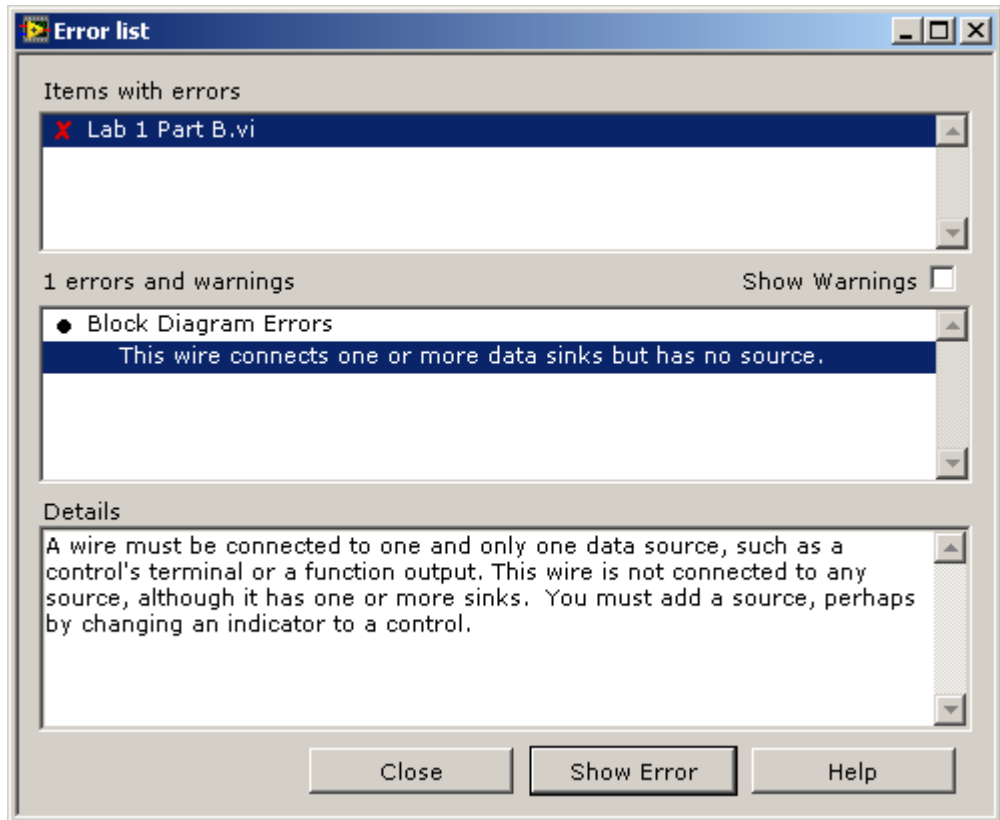 Error list
Items with errors
X Lab 1 Part B.vi
1 errors and warnings Show Warnings
● Block Diagram Errors
This wire connects one or more data sinks but has no source.
Details
A wire must be connected to one and only one data source, such as a
control's terminal or a function output. This wire is not connected to any
source, although it has one or more sinks.  You must add a source, perhaps
by changing an indicator to a control.
Close Show Error Help